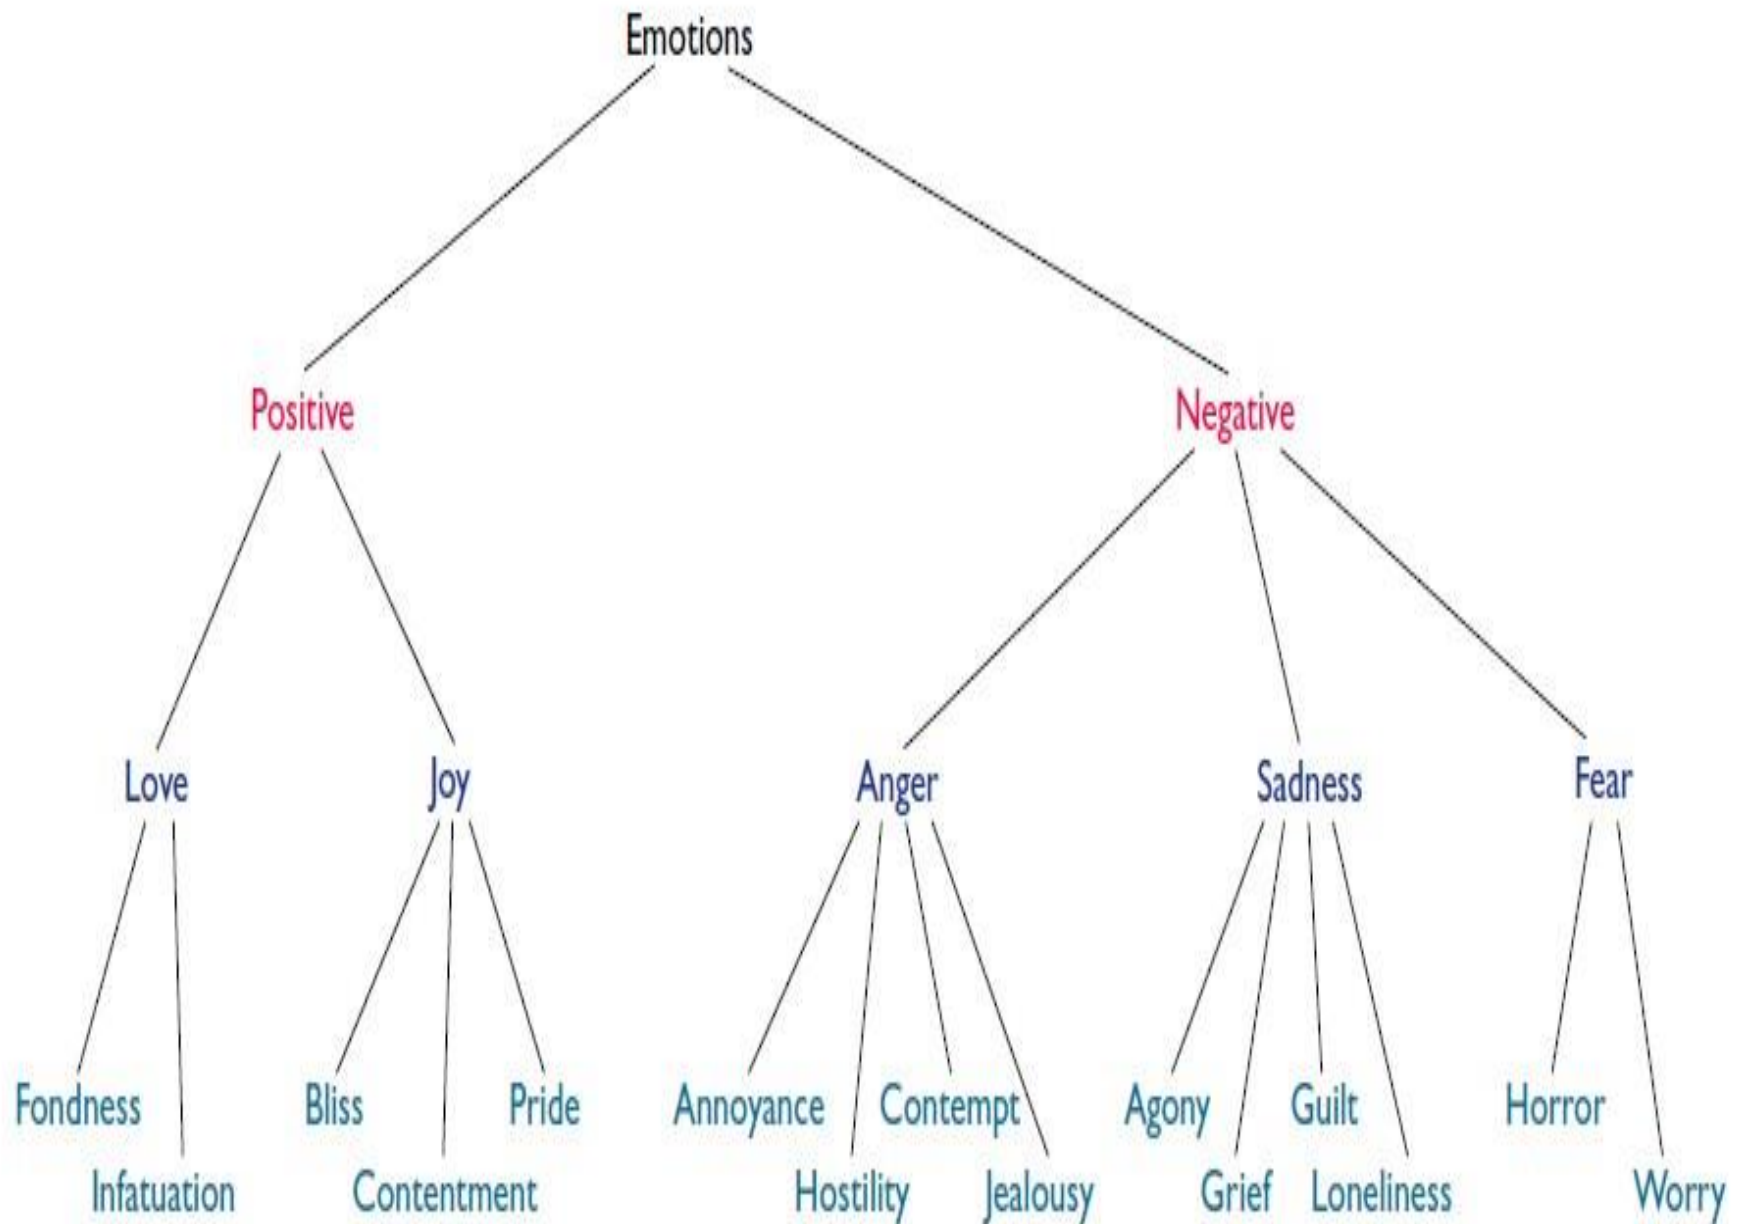 Emotions
Positive Negative
Love Joy Anger Sadness Fear
Fondness Bliss Pride Annoyance Contempt Agony Guilt Horror
Infatuation Contentment Hostility Jealousy Grief Loneliness Worry